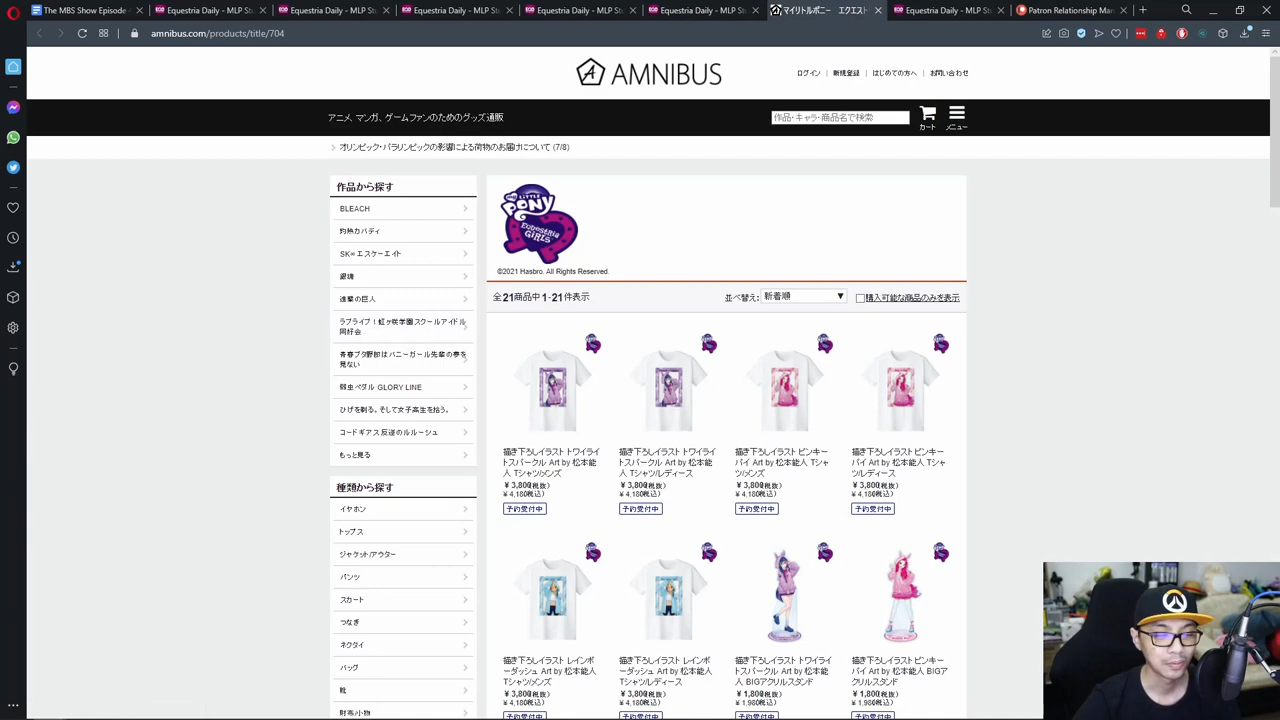 The MBS Show Episode
Equestria Daily - MLP St
Equestria Daily - MLP Stu
Equestria Daily - MLP Stu
Equestria Daily - MLP Stu
Equestria Daily - MLP Stu
マイリトルポニー エクエス
Equestria Daily - MLP Stu
Patron Relationship Man
amnibus.com/products/title/704
AMNIBUS
ログイン | 新規登録 | はじめての方へ | お問い合わせ
アニメ、マンガ、ゲームファンのためのグッズ通販
作品・キャラ・商品名で検索
カート
メニュー
オリンピック・パラリンピックの影響による荷物のお届けについて (7/8)
作品から探す
BLEACH
灼熱カバディ
SK∞ エスケーエイト
銀魂
進撃の巨人
ラブライブ！虹ヶ咲学園スクールアイドル
同好会
青春ブタ野郎はバニーガール先輩の夢を
見ない
弱虫ペダル GLORY LINE
ひげを剃る。そして女子高生を拾う。
コードギアス 反逆のルルーシュ
もっと見る
種類から探す
イヤホン
トップス
ジャケット/アウター
パンツ
スカート
つなぎ
ネクタイ
バッグ
靴
財布/小物
MY LITTLE
PONY
EQUESTRIA
GIRLS
©2021 Hasbro. All Rights Reserved.
全21商品中 1-21件表示
並べ替え: 新着順
購入可能な商品のみを表示
描き下ろしイラスト トワイライ
トスパークル Art by 松本能
人 Tシャツ/メンズ
¥ 3,800(税抜)
¥ 4,180(税込)
予約受付中
描き下ろしイラスト トワイライ
トスパークル Art by 松本能
人 Tシャツ/レディース
¥ 3,800(税抜)
¥ 4,180(税込)
予約受付中
描き下ろしイラスト ピンキー
パイ Art by 松本能人 Tシャ
ツ/メンズ
¥ 3,800(税抜)
¥ 4,180(税込)
予約受付中
描き下ろしイラスト ピンキー
パイ Art by 松本能人 Tシャ
ツ/レディース
¥ 3,800(税抜)
¥ 4,180(税込)
予約受付中
描き下ろしイラスト レインボ
ーダッシュ Art by 松本能人
Tシャツ/メンズ
¥ 3,800(税抜)
¥ 4,180(税込)
予約受付中
描き下ろしイラスト レインボ
ーダッシュ Art by 松本能人
Tシャツ/レディース
¥ 3,800(税抜)
¥ 4,180(税込)
予約受付中
描き下ろしイラスト トワイライ
トスパークル Art by 松本能
人 BIGアクリルスタンド
¥ 1,800(税抜)
¥ 1,980(税込)
予約受付中
描き下ろしイラスト ピンキー
パイ Art by 松本能人 BIGア
クリルスタンド
¥ 1,800(税抜)
¥ 1,980(税込)
予約受付中